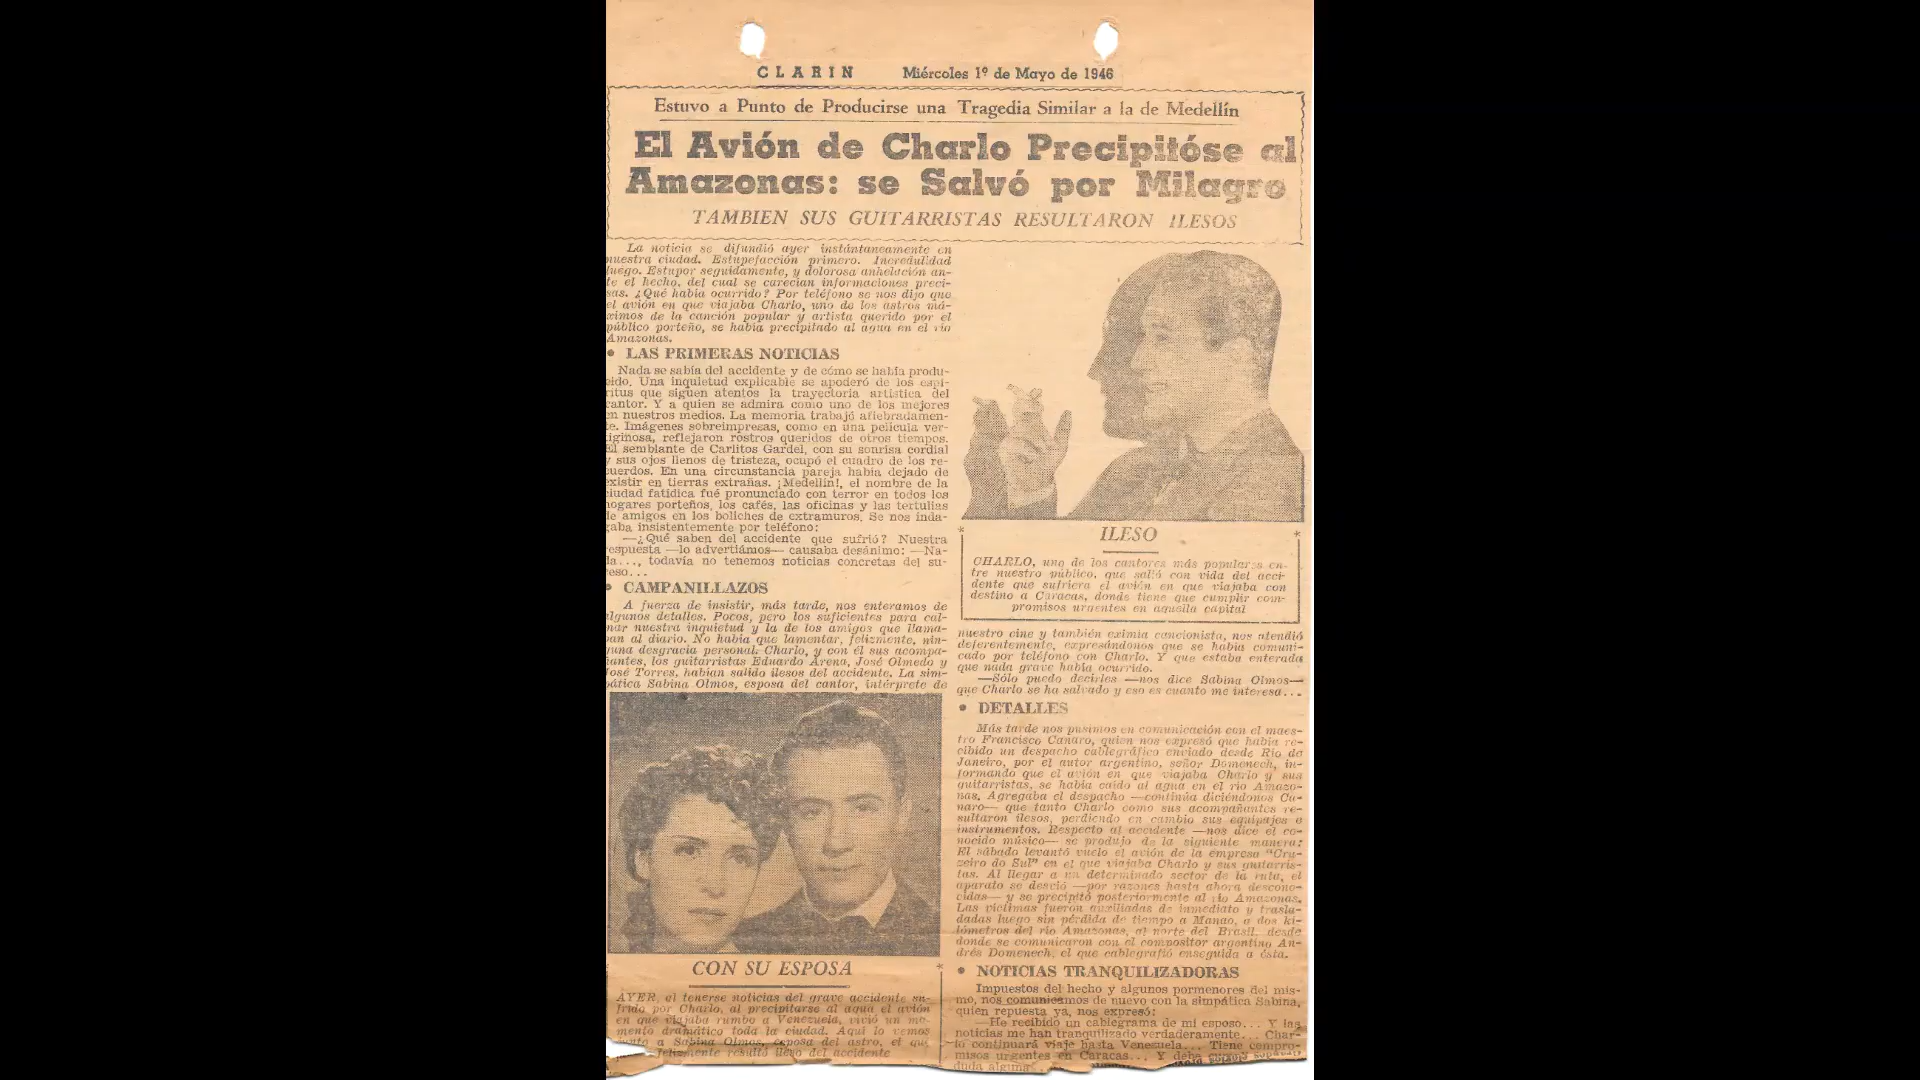 CLARIN Miércoles 1º de Mayo de 1946
Estuvo a Punto de Producirse una Tragedia Similar a la de Medellín
El Avión de Charlo Precipitóse al
Amazonas: se Salvó por Milagro
TAMBIEN SUS GUITARRISTAS RESULTARON ILESOS
La noticia se difundió ayer instántaneamente en
nuestra ciudad. Estupefacción primero. Incredulidad
luego. Estupor seguidamente, y dolorosa anhelación an-
te el hecho, del cual se carecían informaciones preci-
sas. ¿Qué había ocurrido? Por teléfono se nos dijo que
el avión en que viajaba Charlo, uno de los astros má-
ximos de la canción popular y artista querido por el
público porteño, se había precipitado al agua en el río
Amazonas.
• LAS PRIMERAS NOTICIAS
Nada se sabía del accidente y de cómo se había produ-
cido. Una inquietud explicable se apoderó de los espí-
ritus que siguen atentos la trayectoria artística del
cantor. Y a quien se admira como uno de los mejores
en nuestros medios. La memoria trabajó afiebradamen-
te. Imágenes sobreimpresas, como en una película ver-
tiginosa, reflejaron rostros queridos de otros tiempos.
El semblante de Carlitos Gardel, con su sonrisa cordial
y sus ojos llenos de tristeza, ocupó el cuadro de los re-
cuerdos. En una circunstancia pareja había dejado de
existir en tierras extrañas. ¡Medellín!, el nombre de la
ciudad fatídica fué pronunciado con terror en todos los
hogares porteños, los cafés, las oficinas y las tertulias
de amigos en los boliches de extramuros. Se nos inda-
gaba insistentemente por teléfono:
—¿Qué saben del accidente que sufrió? Nuestra
respuesta —lo advertíamos— causaba desánimo: —Na-
da..., todavía no tenemos noticias concretas del su-
ceso...
• CAMPANILLAZOS
A fuerza de insistir, más tarde, nos enteramos de
algunos detalles. Pocos, pero los suficientes para cal-
mar nuestra inquietud y la de los amigos que llama-
ban al diario. No había que lamentar, felizmente, nin-
guna desgracia personal. Charlo, y con él sus acompa-
ñantes, los guitarristas Eduardo Arena, José Olmedo y
José Torres, habían salido ilesos del accidente. La sim-
pática Sabina Olmos, esposa del cantor, intérprete de
CON SU ESPOSA
AYER, al tenerse noticias del grave accidente su-
frido por Charlo, al precipitarse al agua el avión
en que viajaba rumbo a Venezuela, vivió un mo-
mento dramático toda la ciudad. Aquí lo vemos
junto a Sabina Olmos, esposa del astro, el que
felizmente resultó ileso del accidente
ILESO
CHARLO, uno de los cantores más populares en-
tre nuestro público, que salió con vida del acci-
dente que sufriera el avión en que viajaba con
destino a Caracas, donde tiene que cumplir com-
promisos urgentes en aquella capital
nuestro cine y también eximia cancionista, nos atendió
deferentemente, expresándonos que se había comuni-
cado por teléfono con Charlo. Y que estaba enterada
que nada grave había ocurrido.
—Sólo puedo decirles —nos dice Sabina Olmos—
que Charlo se ha salvado y eso es cuanto me interesa...
• DETALLES
Más tarde nos pusimos en comunicación con el maes-
tro Francisco Canaro, quien nos expresó que había re-
cibido un despacho cablegráfico enviado desde Río de
Janeiro, por el autor argentino, señor Domenech, in-
formando que el avión en que viajaba Charlo y sus
guitarristas, se había caído al agua en el río Amazo-
nas. Agregaba el despacho —continúa diciéndonos Ca-
naro— que tanto Charlo como sus acompañantes re-
sultaron ilesos, perdiendo en cambio sus equipajes e
instrumentos. Respecto al accidente —nos dice el co-
nocido músico— se produjo de la siguiente manera:
El sábado levantó vuelo el avión de la empresa "Cru-
zeiro do Sul" en el que viajaba Charlo y sus guitarris-
tas. Al llegar a un determinado sector de la ruta, el
aparato se desvió —por razones hasta ahora descono-
cidas— y se precipitó posteriormente al río Amazonas.
Las víctimas fueron auxiliadas de inmediato y trasla-
dadas luego sin pérdida de tiempo a Manao, a dos ki-
lómetros del río Amazonas, al norte del Brasil, desde
donde se comunicaron con el compositor argentino An-
drés Domenech, el que cablegrafió enseguida a ésta.
• NOTICIAS TRANQUILIZADORAS
Impuestos del hecho y algunos pormenores del mis-
mo, nos comunicamos de nuevo con la simpática Sabina,
quien repuesta ya, nos expresó:
—He recibido un cablegrama de mi esposo... Y las
noticias me han tranquilizado verdaderamente... Char-
lo continuará viaje hasta Venezuela... Tiene compro-
misos urgentes en Caracas... Y debe
duda alguna